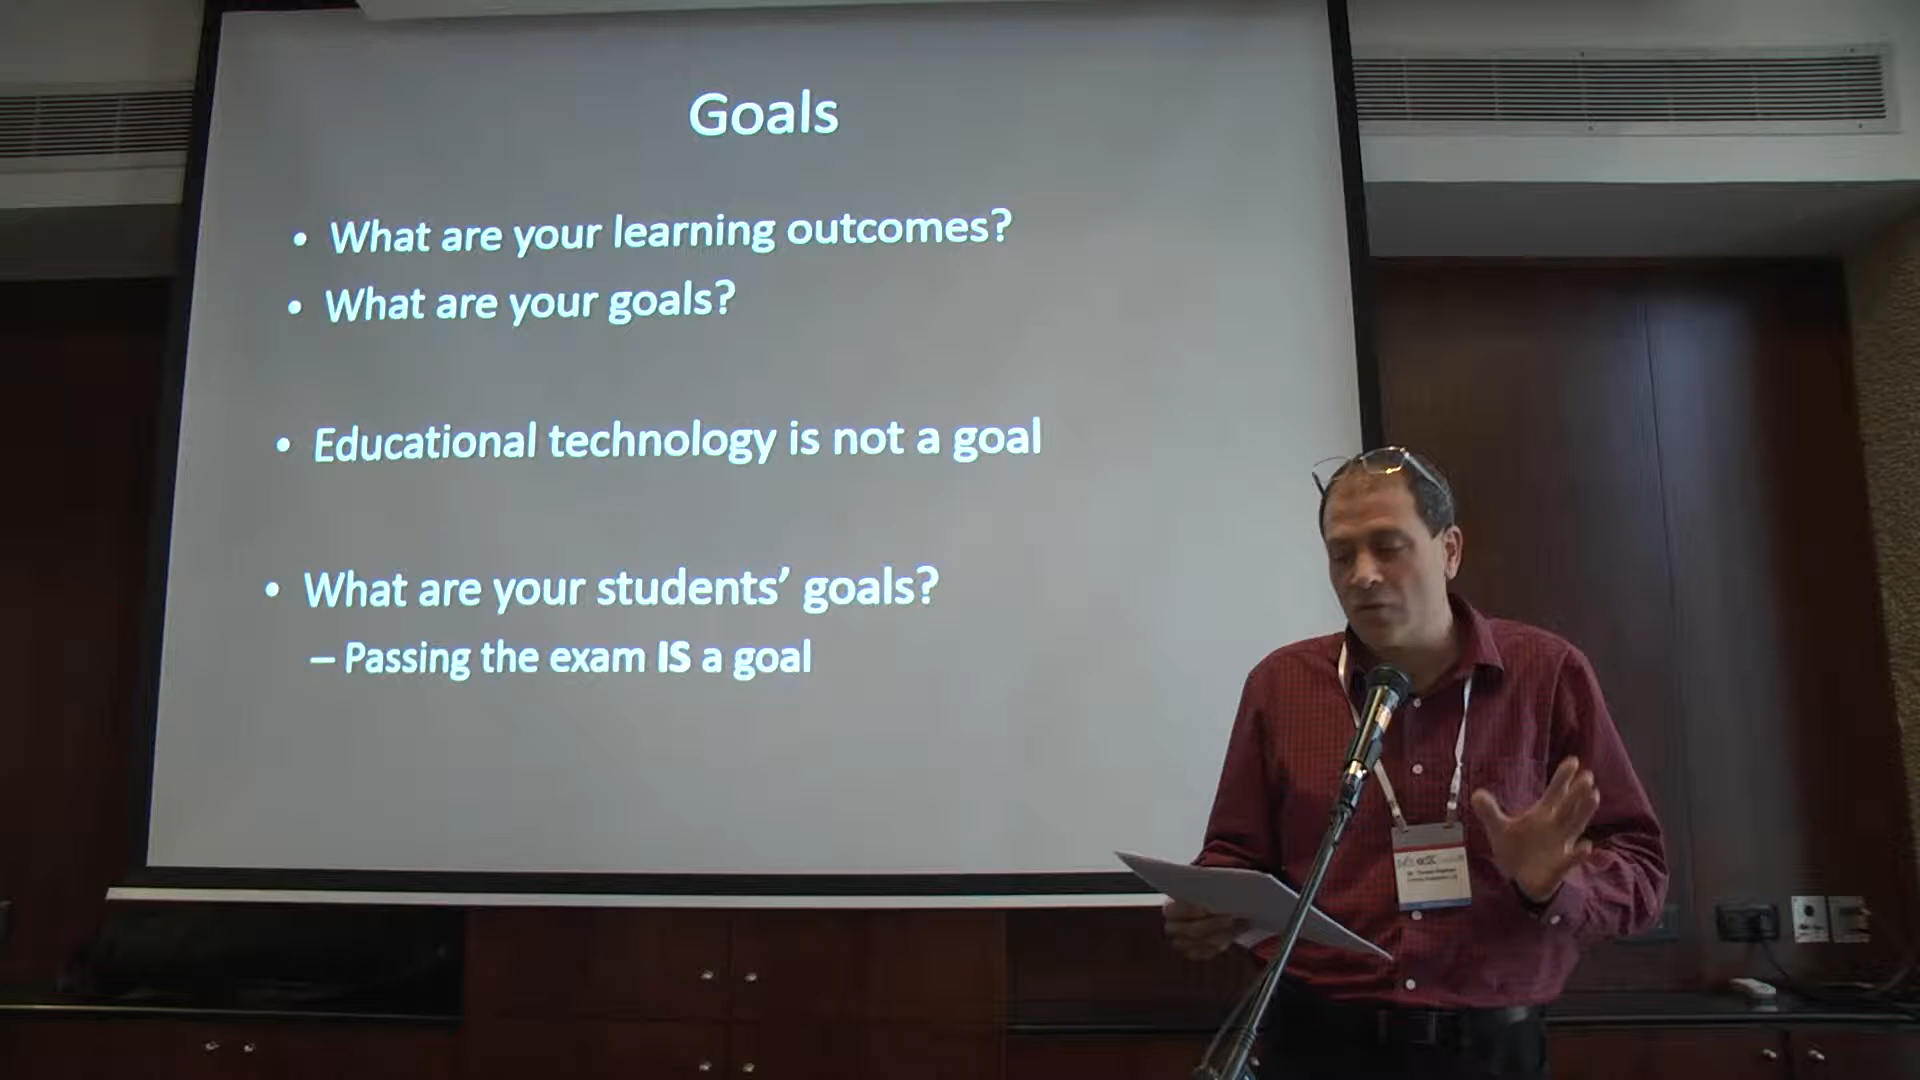 Goals
• What are your learning outcomes?
• What are your goals?
• Educational technology is not a goal
• What are your students’ goals?
– Passing the exam IS a goal